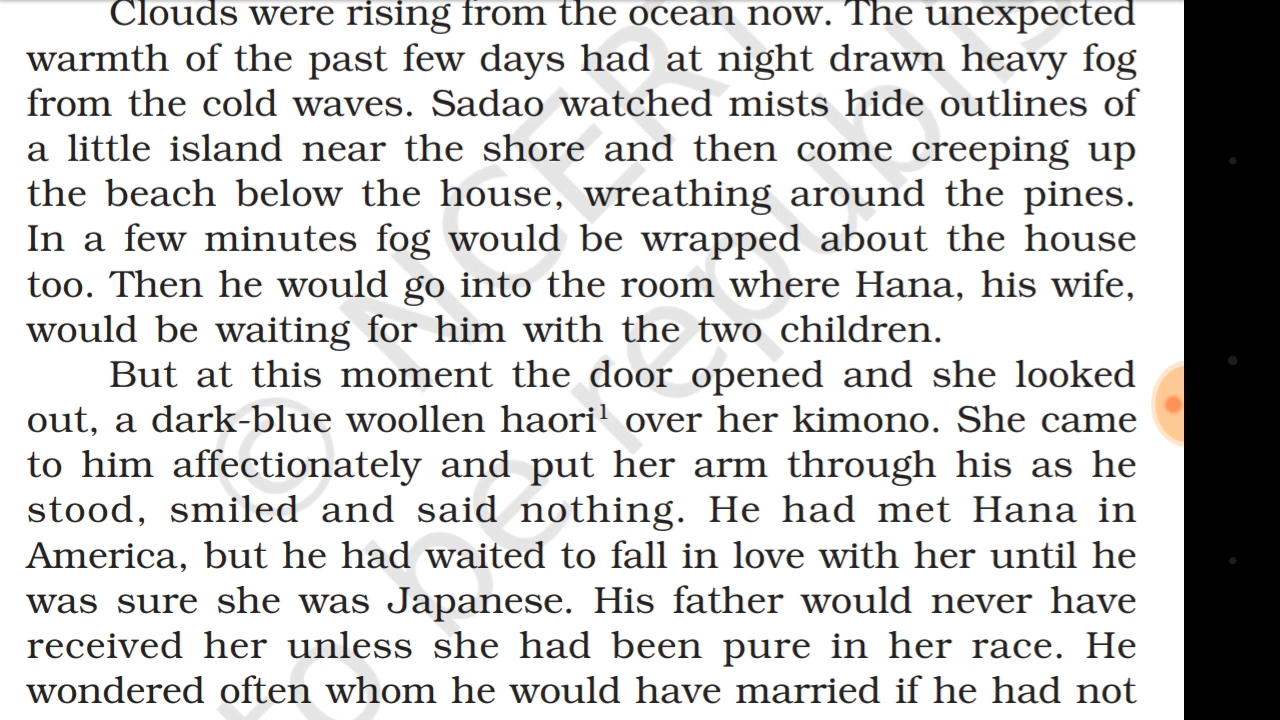 Clouds were rising from the ocean now. The unexpected
warmth of the past few days had at night drawn heavy fog
from the cold waves. Sadao watched mists hide outlines of
a little island near the shore and then come creeping up
the beach below the house, wreathing around the pines.
In a few minutes fog would be wrapped about the house
too. Then he would go into the room where Hana, his wife,
would be waiting for him with the two children.
But at this moment the door opened and she looked
out, a dark-blue woollen haori¹ over her kimono. She came
to him affectionately and put her arm through his as he
stood, smiled and said nothing. He had met Hana in
America, but he had waited to fall in love with her until he
was sure she was Japanese. His father would never have
received her unless she had been pure in her race. He
wondered often whom he would have married if he had not
© NCERT
to be republis